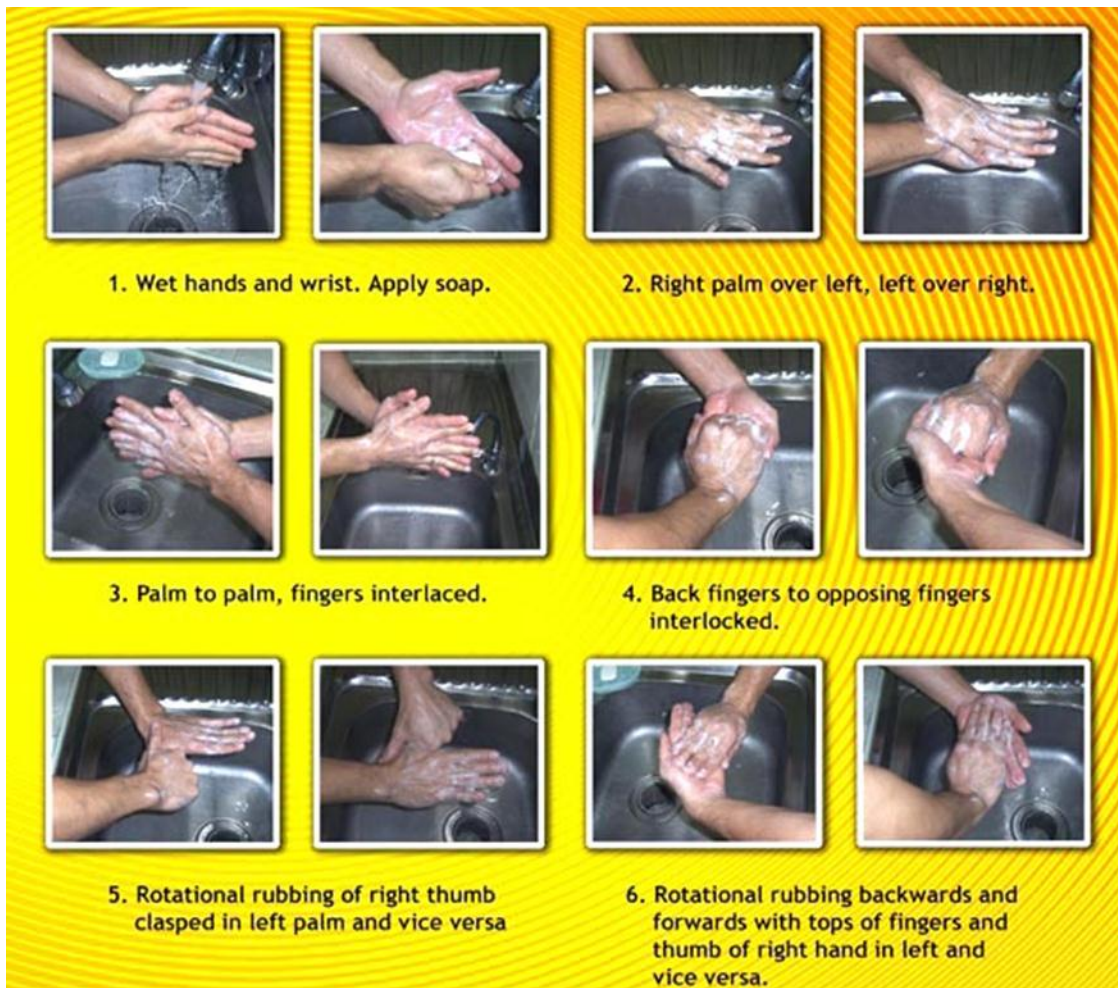 1. Wet hands and wrist. Apply soap.
2. Right palm over left, left over right.
3. Palm to palm, fingers interlaced.
4. Back fingers to opposing fingers
interlocked.
5. Rotational rubbing of right thumb
clasped in left palm and vice versa
6. Rotational rubbing backwards and
forwards with tops of fingers and
thumb of right hand in left and
vice versa.